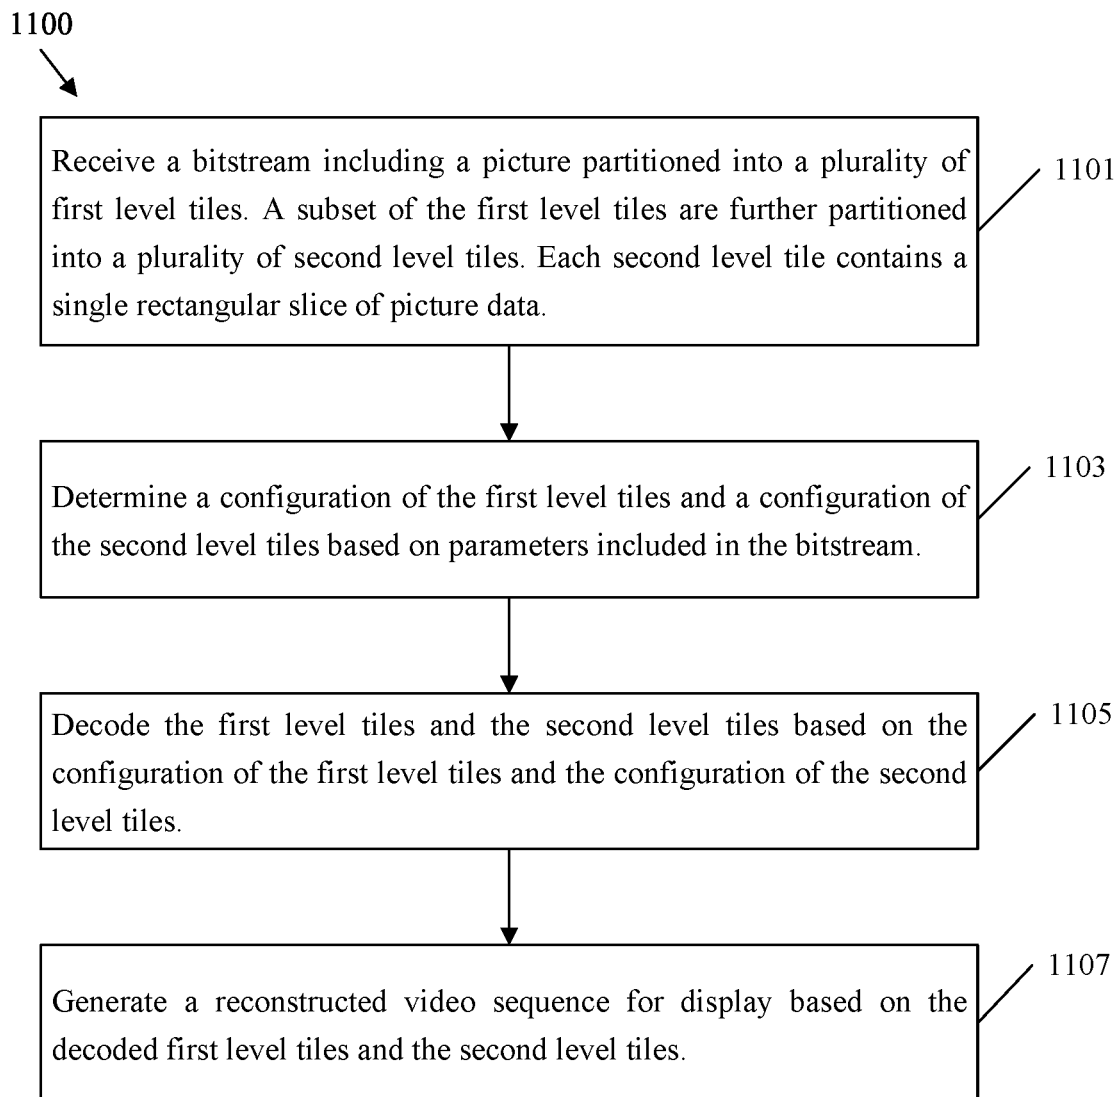 1100
Receive a bitstream including a picture partitioned into a plurality of
first level tiles. A subset of the first level tiles are further partitioned
into a plurality of second level tiles. Each second level tile contains a
single rectangular slice of picture data.
1101
Determine a configuration of the first level tiles and a configuration of
the second level tiles based on parameters included in the bitstream.
1103
Decode the first level tiles and the second level tiles based on the
configuration of the first level tiles and the configuration of the second
level tiles.
1105
Generate a reconstructed video sequence for display based on the
decoded first level tiles and the second level tiles.
1107